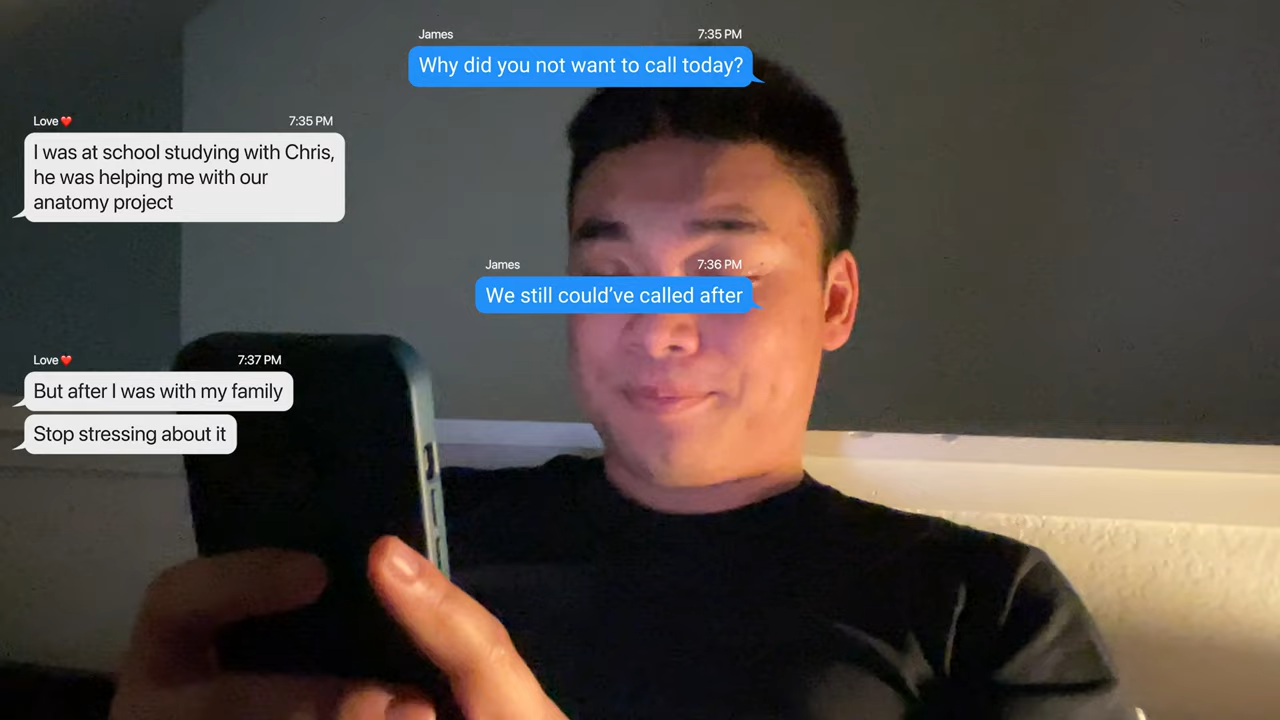 James 7:35 PM
Why did you not want to call today?
Love❤️ 7:35 PM
I was at school studying with Chris,
he was helping me with our
anatomy project
James 7:36 PM
We still could’ve called after
Love❤️ 7:37 PM
But after I was with my family
Stop stressing about it